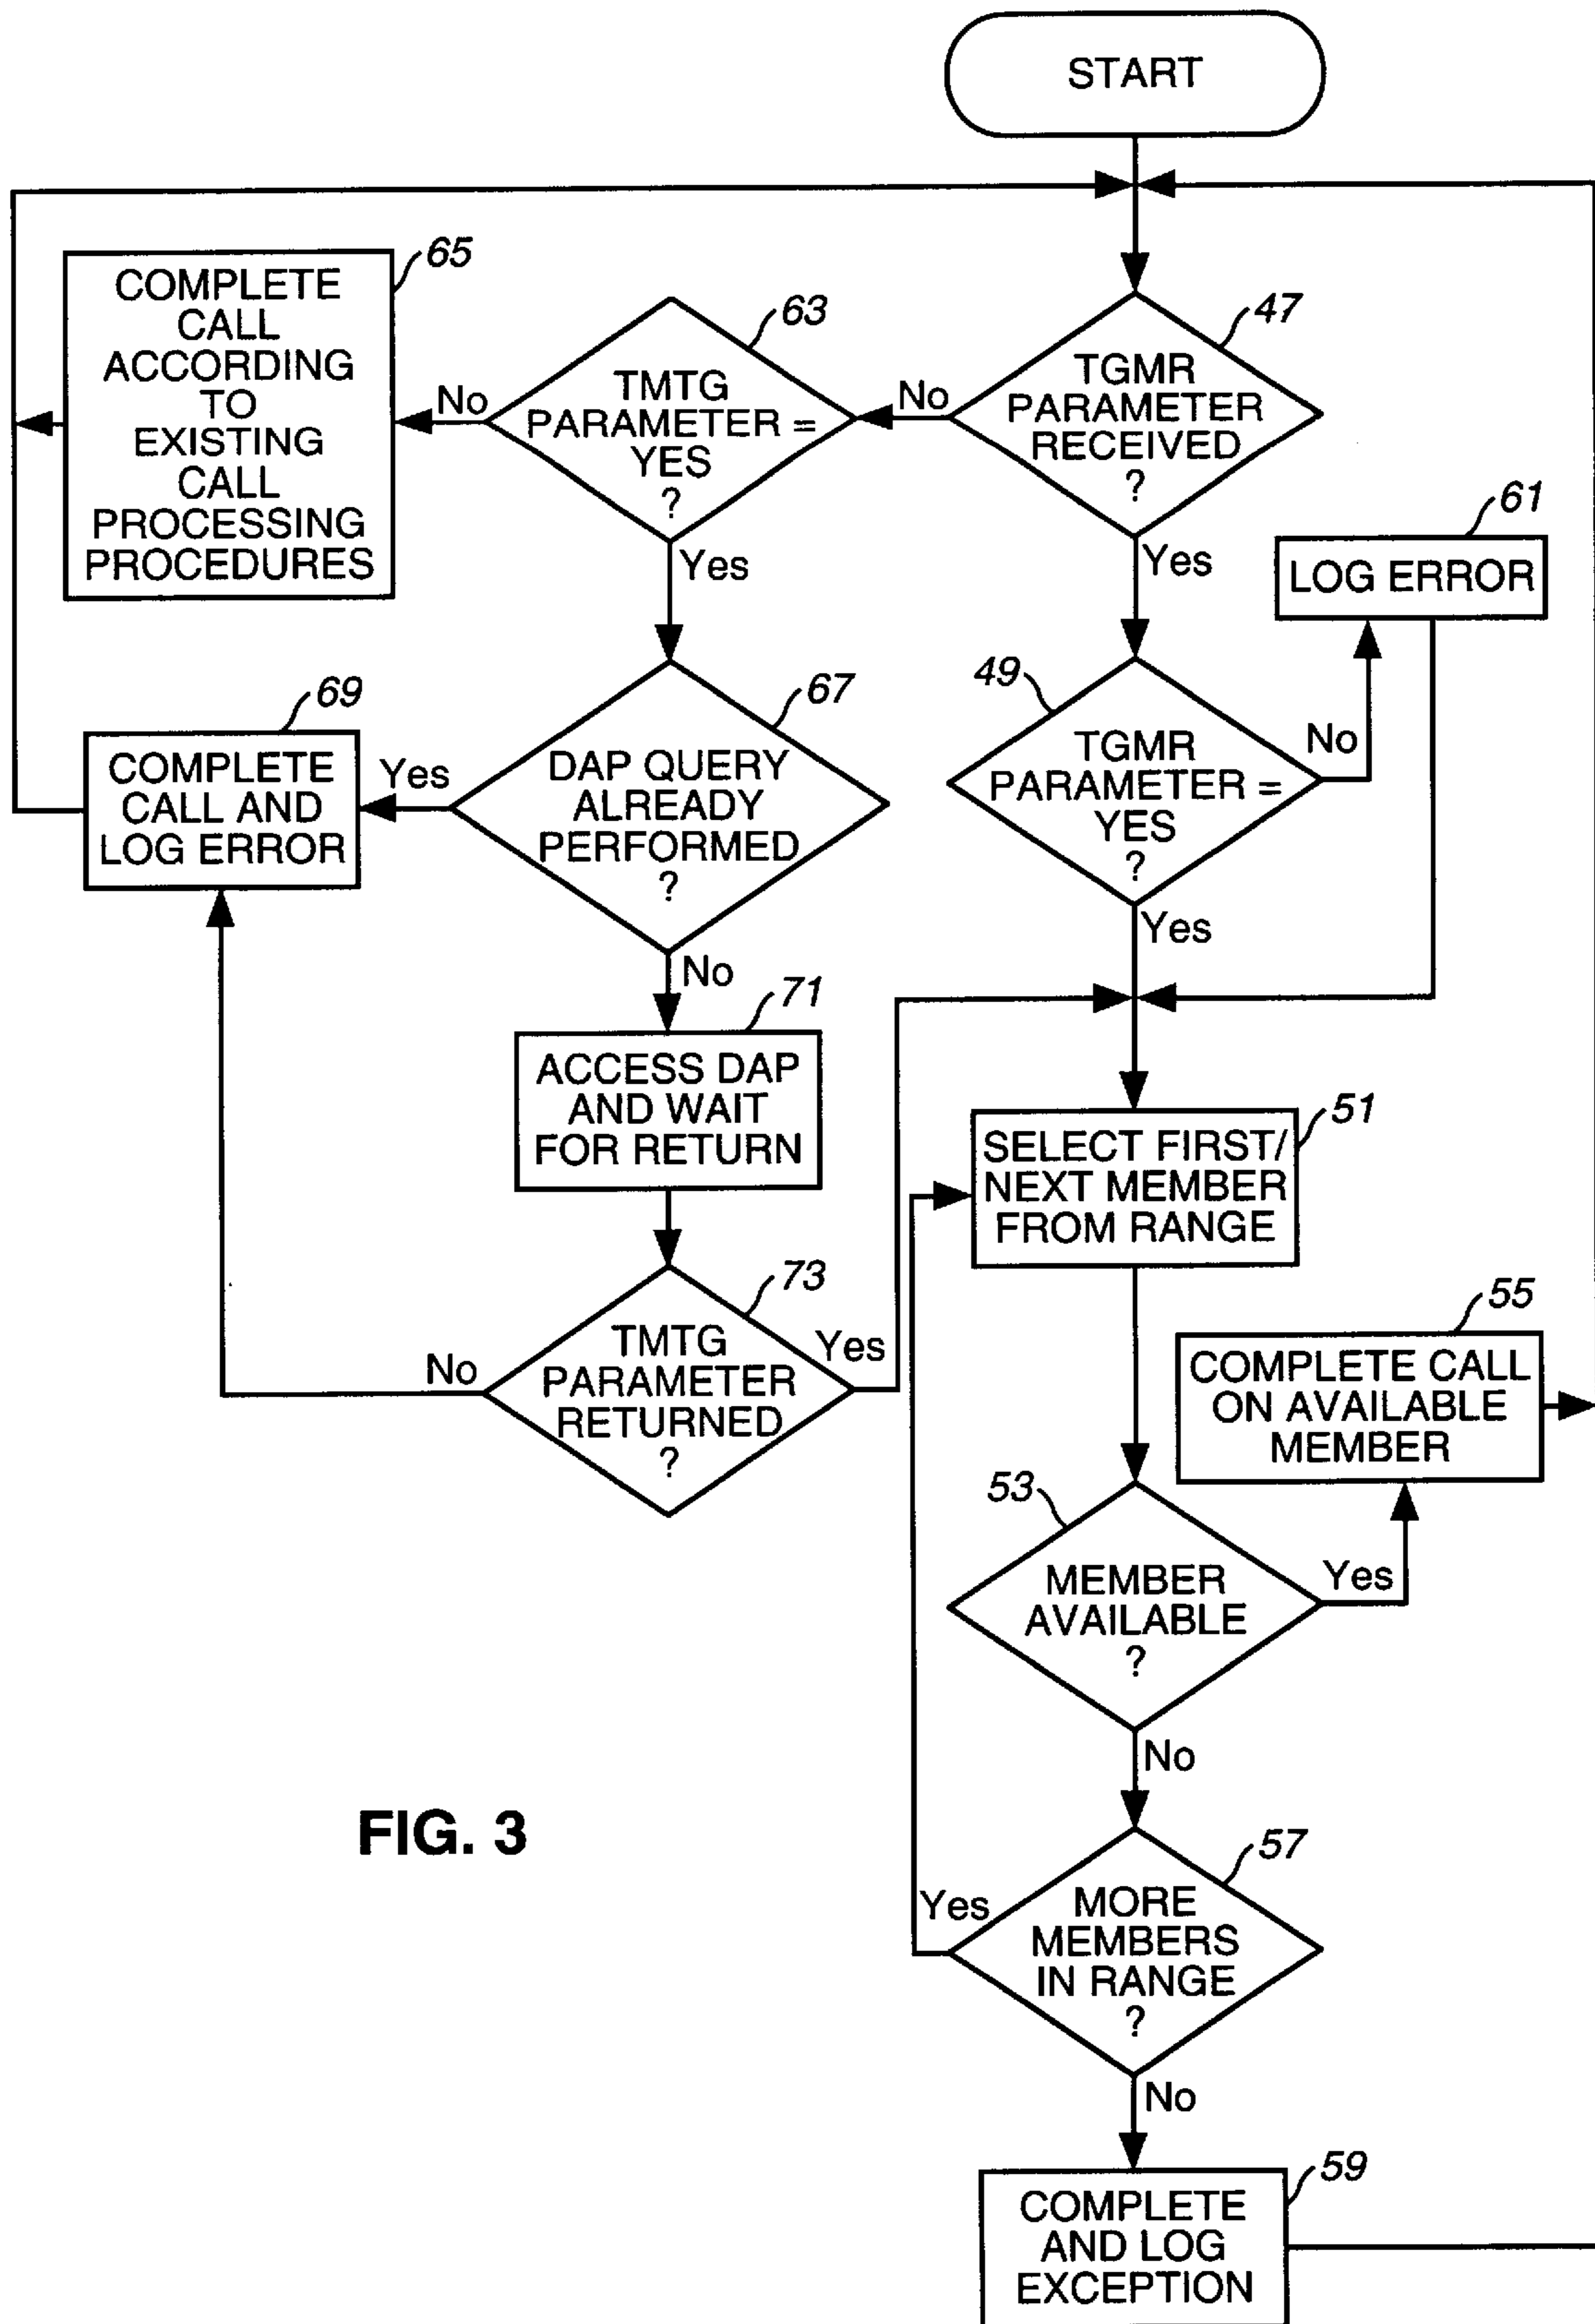 START
65
COMPLETE
CALL
ACCORDING
TO
EXISTING
CALL
PROCESSING
PROCEDURES
No
63
TMTG
PARAMETER =
YES
?
Yes
No
47
TGMR
PARAMETER
RECEIVED
?
Yes
61
LOG ERROR
69
COMPLETE
CALL AND
LOG ERROR
Yes
67
DAP QUERY
ALREADY
PERFORMED
?
No
49
TGMR
PARAMETER =
YES
?
No
Yes
71
ACCESS DAP
AND WAIT
FOR RETURN
51
SELECT FIRST/
NEXT MEMBER
FROM RANGE
73
TMTG
PARAMETER
RETURNED
?
No
Yes
55
COMPLETE CALL
ON AVAILABLE
MEMBER
53
MEMBER
AVAILABLE
?
Yes
No
FIG. 3
57
MORE
MEMBERS
IN RANGE
?
Yes
No
59
COMPLETE
AND LOG
EXCEPTION